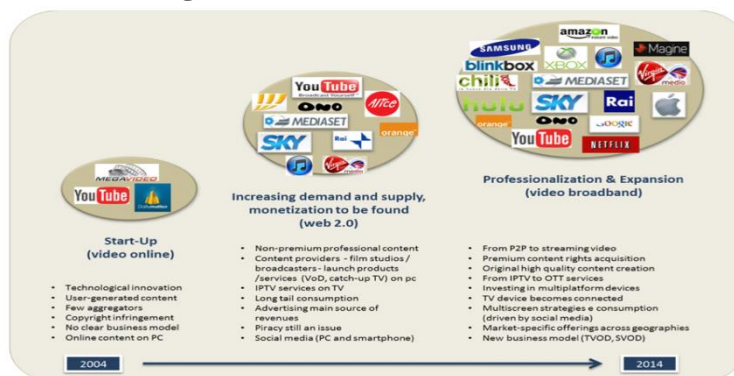 MEGAVIDEO
YouTube
Dailymotion
Start-Up
(video online)
• Technological innovation
• User-generated content
• Few aggregators
• Copyright infringement
• No clear business model
• Online content on PC
YouTube
Broadcast Yourself
ONO
Alice
MEDIASET
orange
SKY
Rai
Virgin
media
Increasing demand and supply,
monetization to be found
(web 2.0)
• Non-premium professional content
• Content providers - film studios /
broadcasters - launch products
/services (VoD, catch-up TV) on pc
• IPTV services on TV
• Long tail consumption
• Advertising main source of
revenues
• Piracy still an issue
• Social media (PC and smartphone)
amazon
SAMSUNG
XBOX
Magine
blinkbox
chili
MEDIASET
Virgin
media
hulu
SKY
Rai
orange
ONO
Google
YouTube
NETFLIX
Professionalization & Expansion
(video broadband)
• From P2P to streaming video
• Premium content rights acquisition
• Original high quality content creation
• From IPTV to OTT services
• Investing in multiplatform devices
• TV device becomes connected
• Multiscreen strategies e consumption
(driven by social media)
• Market-specific offerings across geographies
• New business model (TVOD, SVOD)
2004
2014